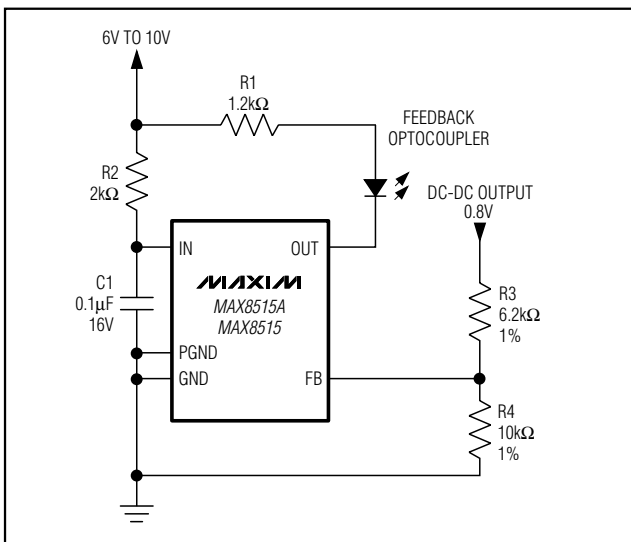 6V TO 10V
R1
1.2kΩ
FEEDBACK
OPTOCOUPLER
R2
2kΩ
DC-DC OUTPUT
0.8V
IN
OUT
MAXIM
MAX8515A
MAX8515
C1
0.1μF
16V
R3
6.2kΩ
1%
PGND
GND
FB
R4
10kΩ
1%